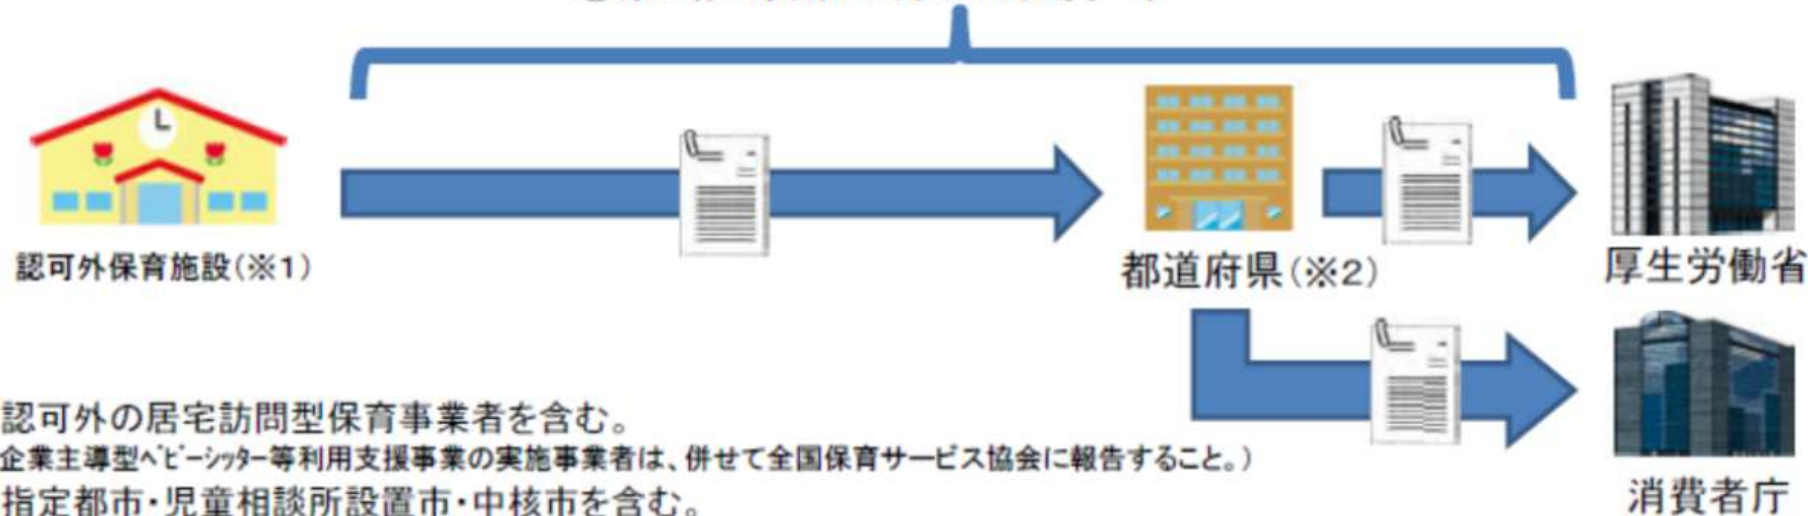 認可外保育施設(※1)
都道府県(※2)
厚生労働省
消費者庁
認可外の居宅訪問型保育事業者を含む。
企業主導型ベビーシッター等利用支援事業の実施事業者は、併せて全国保育サービス協会に報告すること。)
指定都市・児童相談所設置市・中核市を含む。